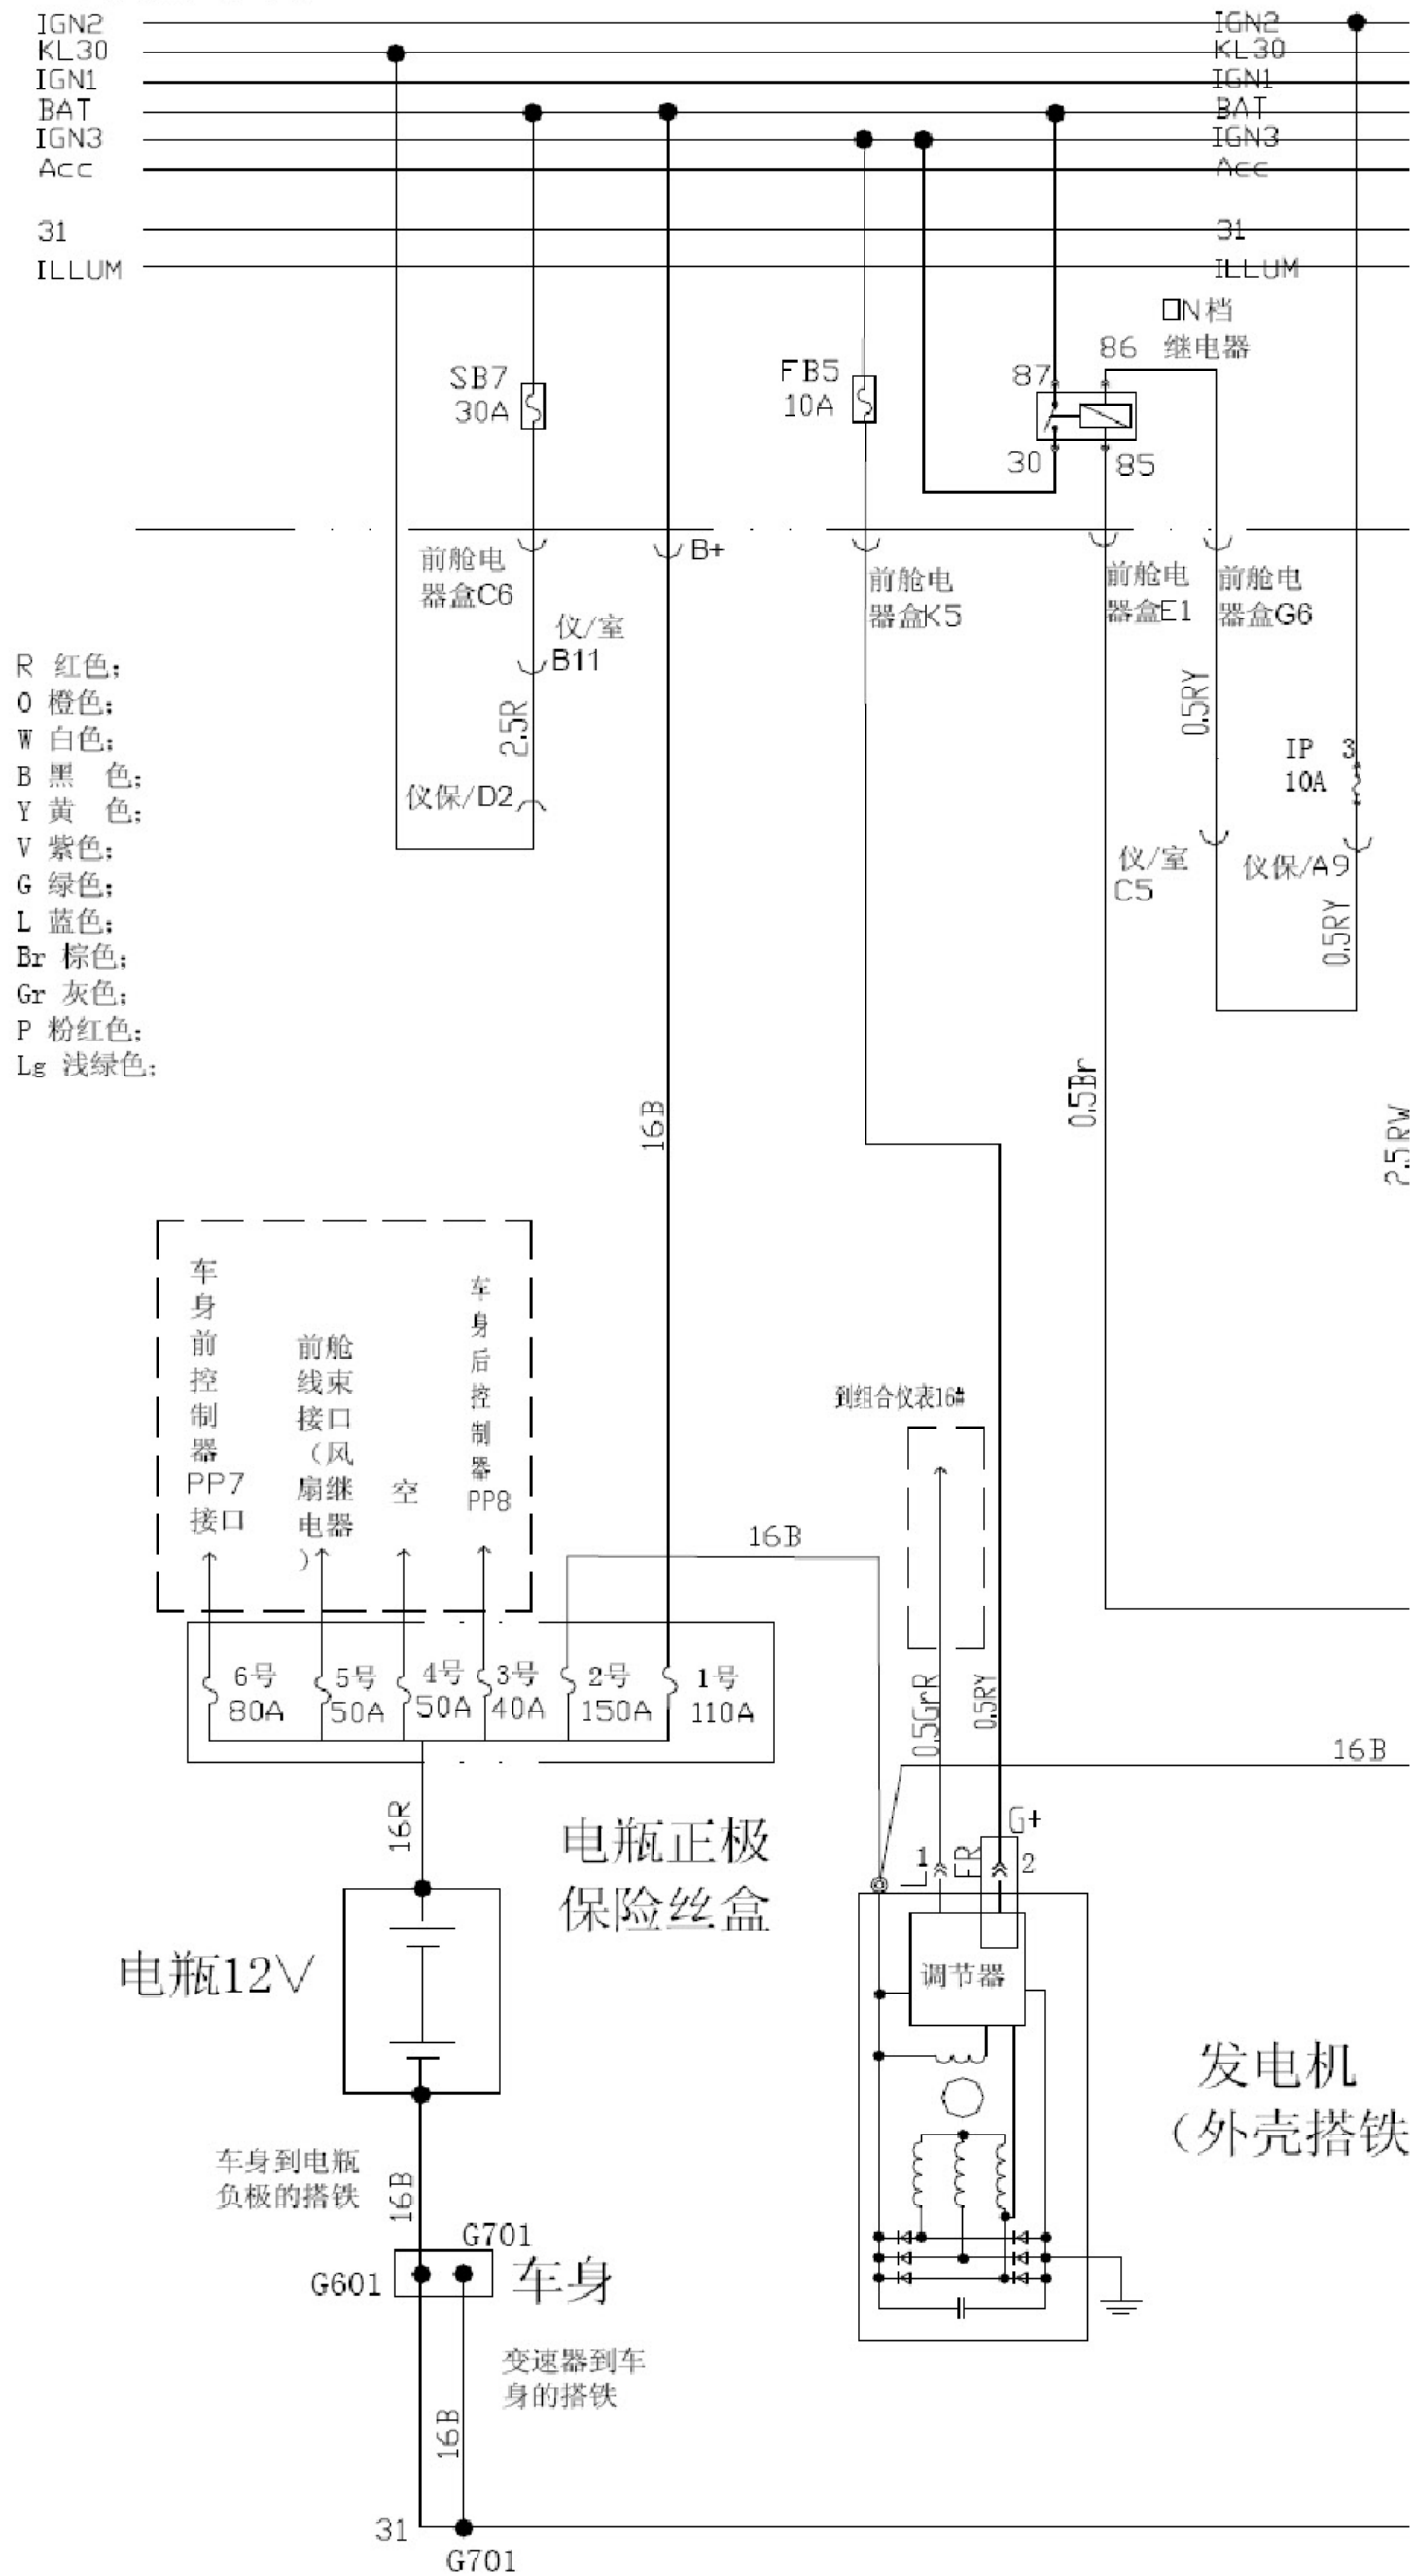 IGN2
KL30
IGN1
BAT
IGN3
Acc
31
ILLUM
IGN2
KL30
IGN1
BAT
IGN3
Acc
31
ILLUM
ON档
继电器
86
87
30
85
SB7
30A
FB5
10A
前舱电
器盒C6
B+
前舱电
器盒K5
前舱电
器盒E1
前舱电
器盒G6
仪/室
B11
2.5R
仪保/D2
0.5RY
IP 3
10A
仪/室
C5
仪保/A9
0.5RY
R 红色;
O 橙色;
W 白色;
B 黑 色;
Y 黄 色;
V 紫色;
G 绿色;
L 蓝色;
Br 棕色;
Gr 灰色;
P 粉红色;
Lg 浅绿色;
16B
0.5Br
2.5RW
车身前控制器
PP7
接口
前舱
线束
接口
(风
扇继
电器
)
空
车身后控制器
PP8
到组合仪表16#
16B
6号
80A
5号
50A
4号
50A
3号
40A
2号
150A
1号
110A
0.5GrR
0.5RY
16B
16R
电瓶正极
保险丝盒
G+
L
1
FR
2
电瓶12V
调节器
发电机
(外壳搭铁
车身到电瓶
负极的搭铁
16B
G701
G601
车身
变速器到车
身的搭铁
16B
31
G701